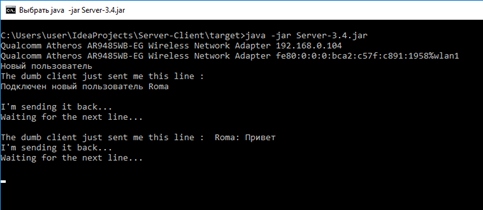 Выбрать java -jar Server-3.4.jar
C:\Users\user\IdeaProjects\Server-Client\target>java -jar Server-3.4.jar
Qualcomm Atheros AR9485WB-EG Wireless Network Adapter 192.168.0.104
Qualcomm Atheros AR9485WB-EG Wireless Network Adapter fe80:0:0:0:bca2:c57f:c891:1958%wlan1
Новый пользователь
The dumb client just sent me this line :
Подключен новый пользователь Roma
I'm sending it back...
Waiting for the next line...
The dumb client just sent me this line :  Roma: Привет
I'm sending it back...
Waiting for the next line...